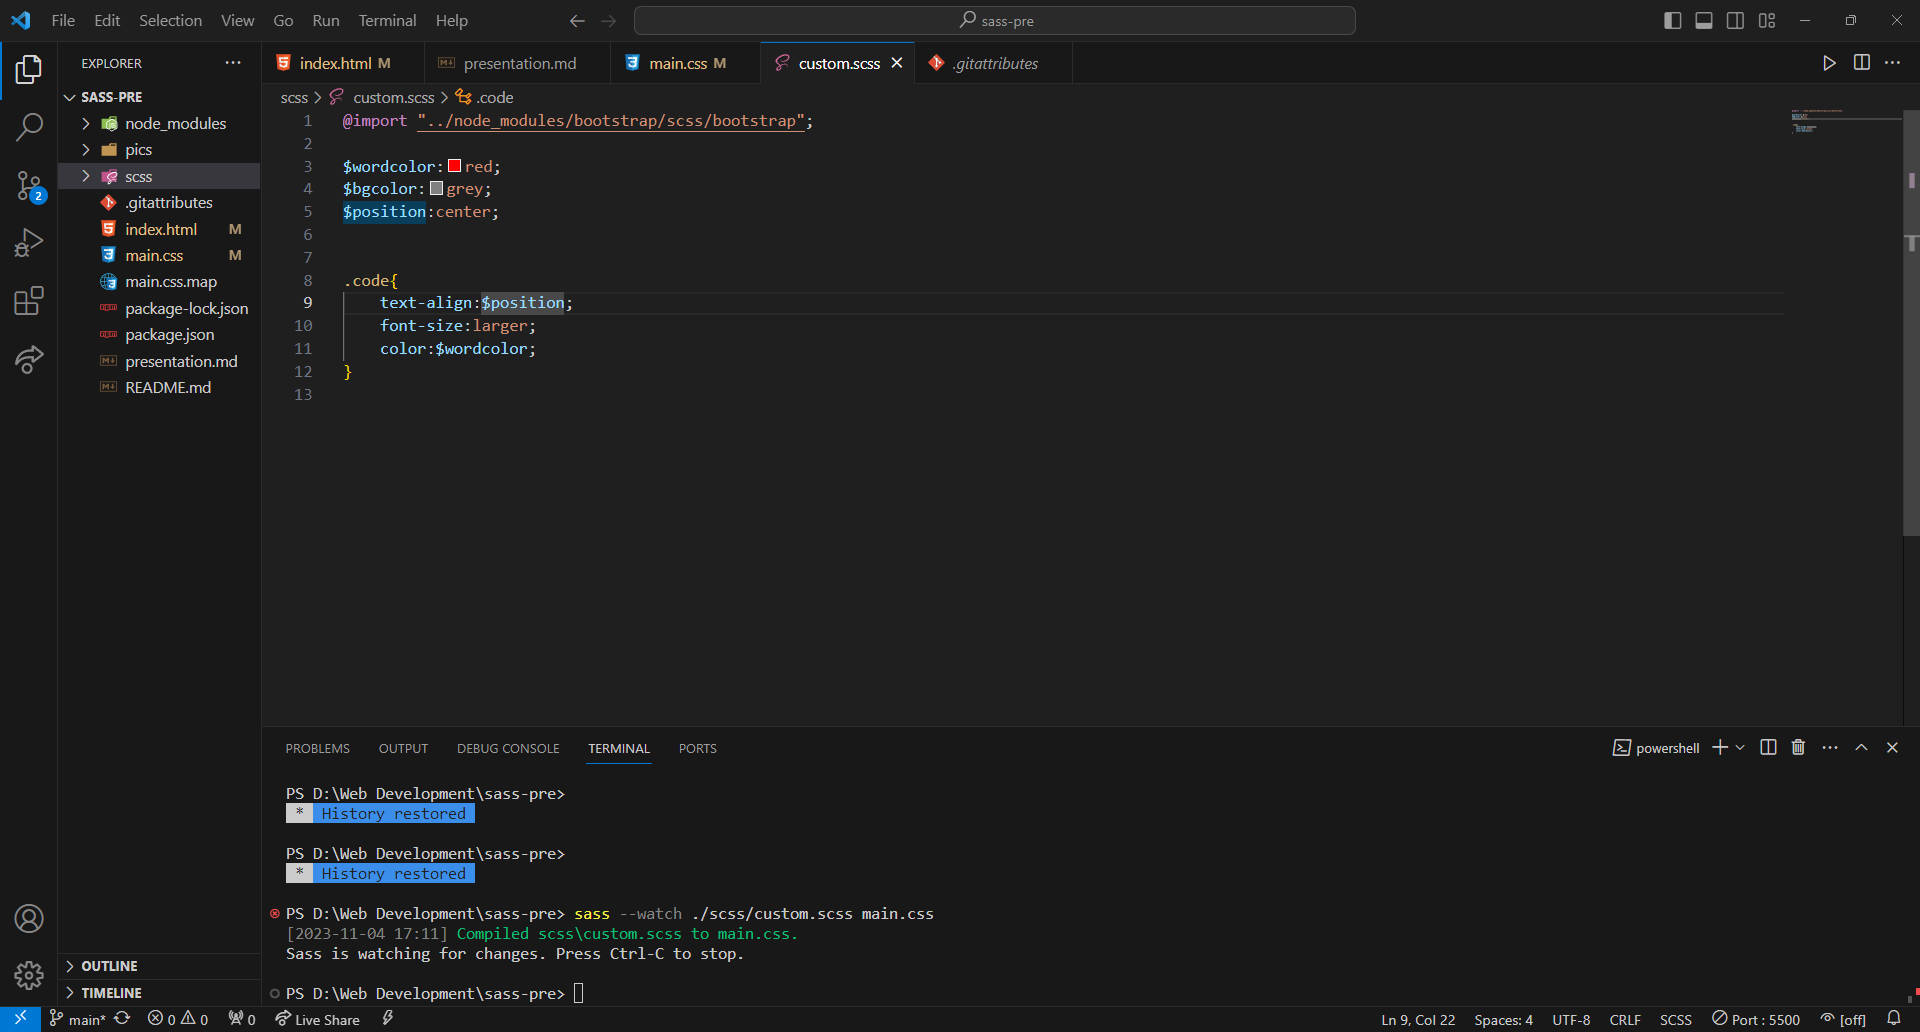 File Edit Selection View Go Run Terminal Help
sass-pre
EXPLORER
SASS-PRE
node_modules
pics
scss
.gitattributes
index.html M
main.css M
main.css.map
package-lock.json
package.json
presentation.md
README.md
OUTLINE
TIMELINE
2
index.html M presentation.md main.css M custom.scss .gitattributes
scss > custom.scss > .code
1 @import "../node_modules/bootstrap/scss/bootstrap";
2
3 $wordcolor:red;
4 $bgcolor:grey;
5 $position:center;
6
7
8 .code{
9 text-align:$position;
10 font-size:larger;
11 color:$wordcolor;
12 }
13
PROBLEMS OUTPUT DEBUG CONSOLE TERMINAL PORTS
powershell
PS D:\Web Development\sass-pre>
* History restored
PS D:\Web Development\sass-pre>
* History restored
PS D:\Web Development\sass-pre> sass --watch ./scss/custom.scss main.css
[2023-11-04 17:11] Compiled scss\custom.scss to main.css.
Sass is watching for changes. Press Ctrl-C to stop.
PS D:\Web Development\sass-pre>
main* 0 0 0 Live Share Ln 9, Col 22 Spaces: 4 UTF-8 CRLF SCSS Port : 5500 [off]